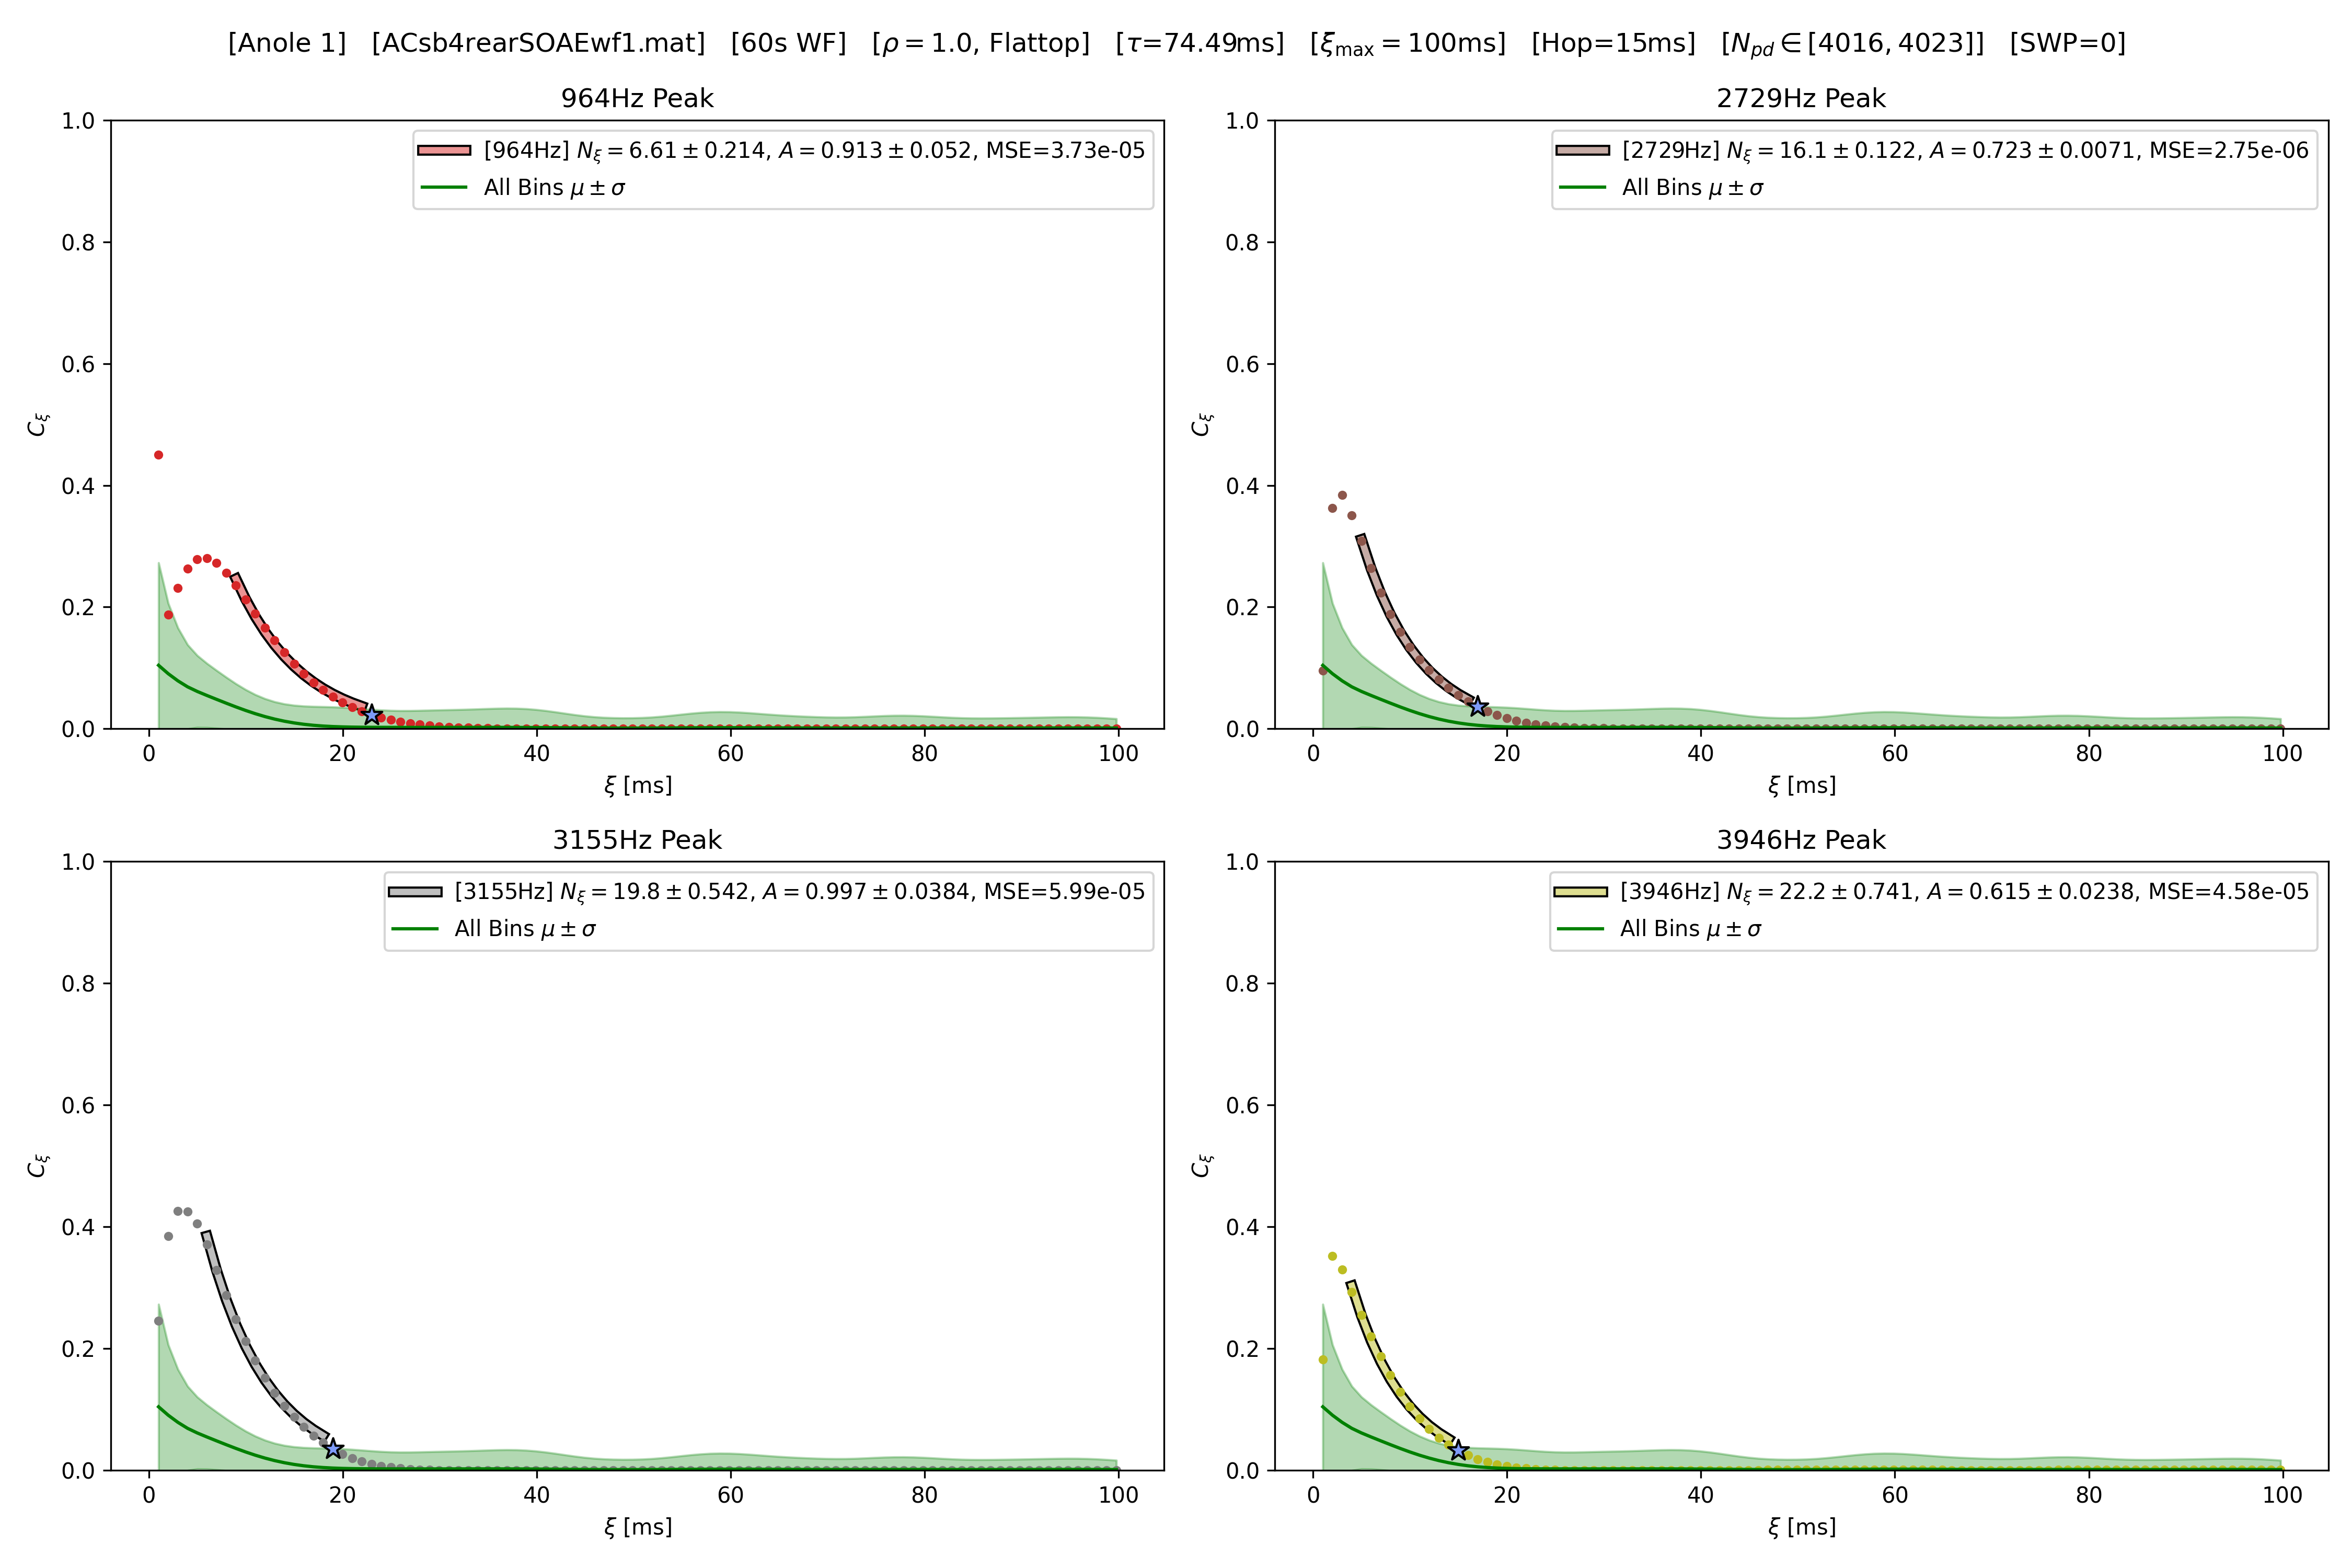 [Anole 1] [ACsb4rearSOAEwf1.mat] [60s WF] [ρ = 1.0, Flattop] [τ=74.49ms] [ξmax = 100ms] [Hop=15ms] [Npd ∈ [4016, 4023]] [SWP=0]
964Hz Peak
[964Hz] Nξ = 6.61 ± 0.214, A = 0.913 ± 0.052, MSE=3.73e-05
All Bins μ ± σ
1.0
0.8
0.6
0.4
0.2
0.0
Cξ
0 20 40 60 80 100
ξ [ms]
2729Hz Peak
[2729Hz] Nξ = 16.1 ± 0.122, A = 0.723 ± 0.0071, MSE=2.75e-06
All Bins μ ± σ
1.0
0.8
0.6
0.4
0.2
0.0
Cξ
0 20 40 60 80 100
ξ [ms]
3155Hz Peak
[3155Hz] Nξ = 19.8 ± 0.542, A = 0.997 ± 0.0384, MSE=5.99e-05
All Bins μ ± σ
1.0
0.8
0.6
0.4
0.2
0.0
Cξ
0 20 40 60 80 100
ξ [ms]
3946Hz Peak
[3946Hz] Nξ = 22.2 ± 0.741, A = 0.615 ± 0.0238, MSE=4.58e-05
All Bins μ ± σ
1.0
0.8
0.6
0.4
0.2
0.0
Cξ
0 20 40 60 80 100
ξ [ms]